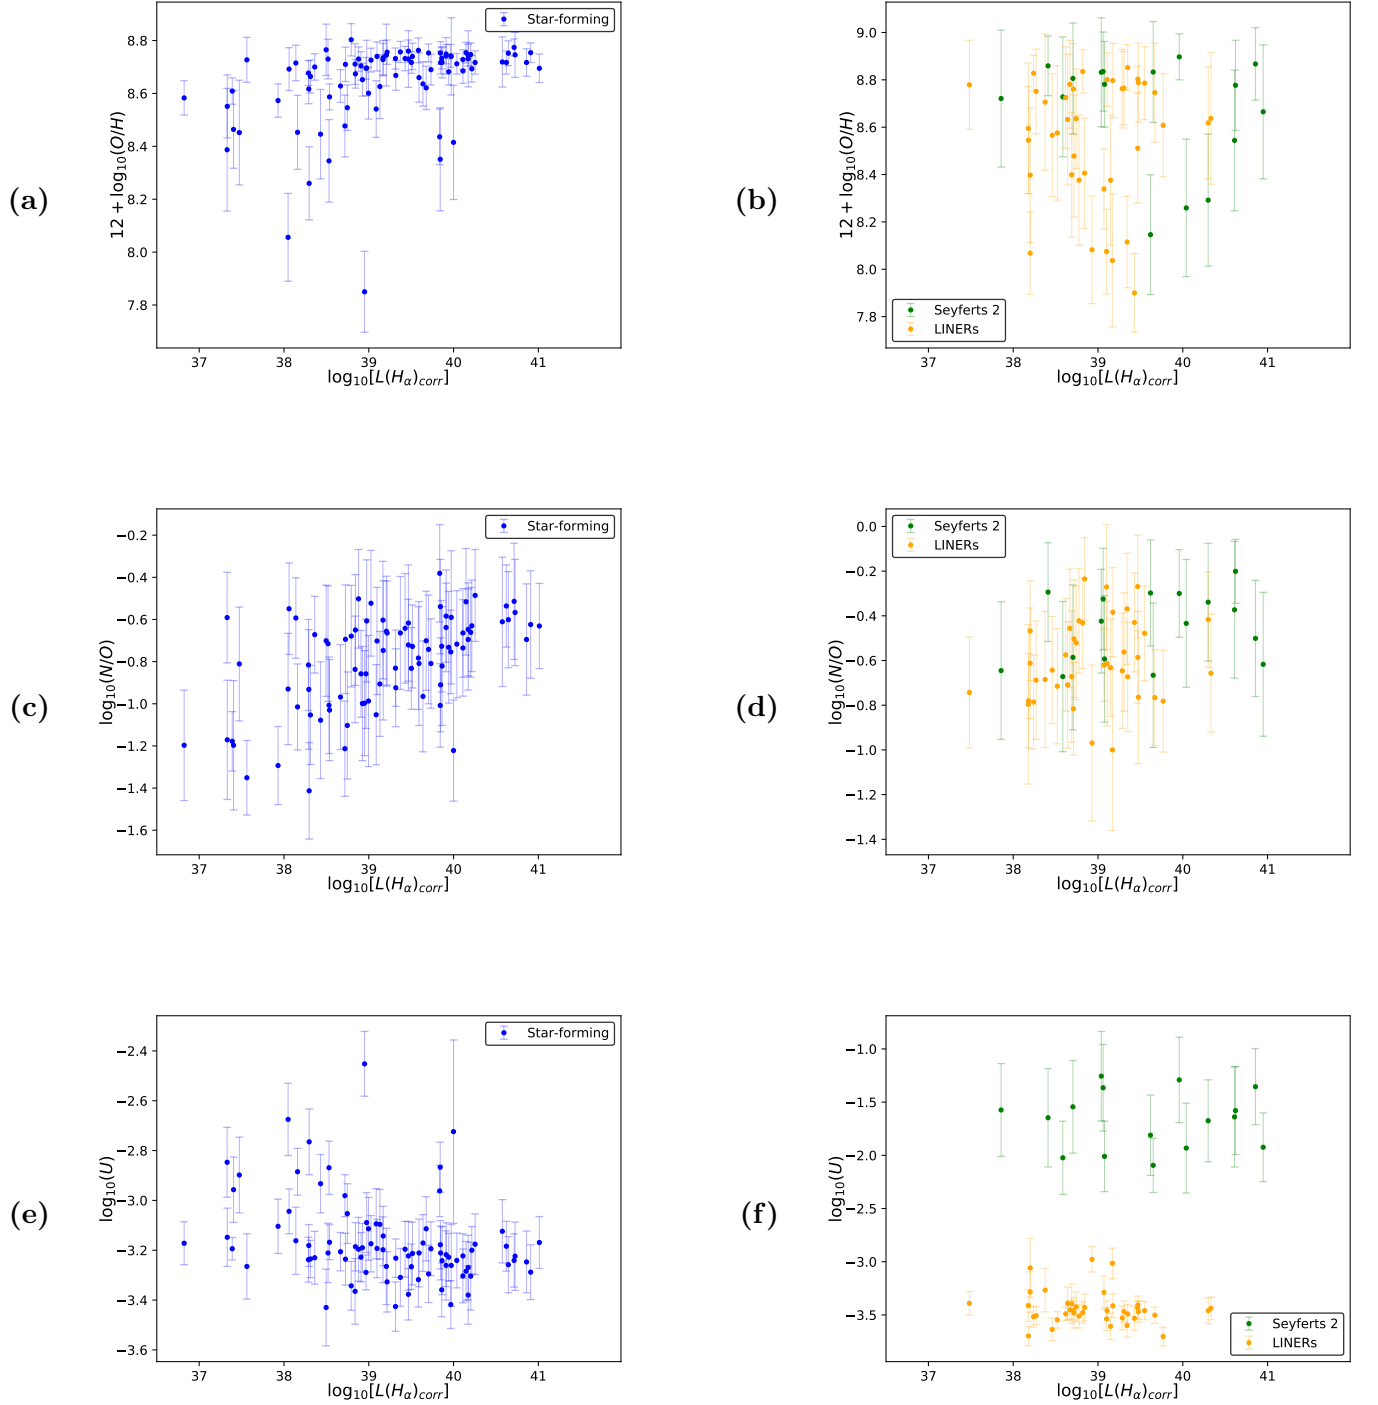 (a)
12 + log₁₀(O/H)
8.8
8.6
8.4
8.2
8.0
7.8
Star-forming
37 38 39 40 41
log₁₀[L(Hα)corr]
(b)
12 + log₁₀(O/H)
9.0
8.8
8.6
8.4
8.2
8.0
7.8
Seyferts 2
LINERs
37 38 39 40 41
log₁₀[L(Hα)corr]
(c)
log₁₀(N/O)
−0.2
−0.4
−0.6
−0.8
−1.0
−1.2
−1.4
−1.6
Star-forming
37 38 39 40 41
log₁₀[L(Hα)corr]
(d)
log₁₀(N/O)
0.0
−0.2
−0.4
−0.6
−0.8
−1.0
−1.2
−1.4
Seyferts 2
LINERs
37 38 39 40 41
log₁₀[L(Hα)corr]
(e)
log₁₀(U)
−2.4
−2.6
−2.8
−3.0
−3.2
−3.4
−3.6
Star-forming
37 38 39 40 41
log₁₀[L(Hα)corr]
(f)
log₁₀(U)
−1.0
−1.5
−2.0
−2.5
−3.0
−3.5
Seyferts 2
LINERs
37 38 39 40 41
log₁₀[L(Hα)corr]